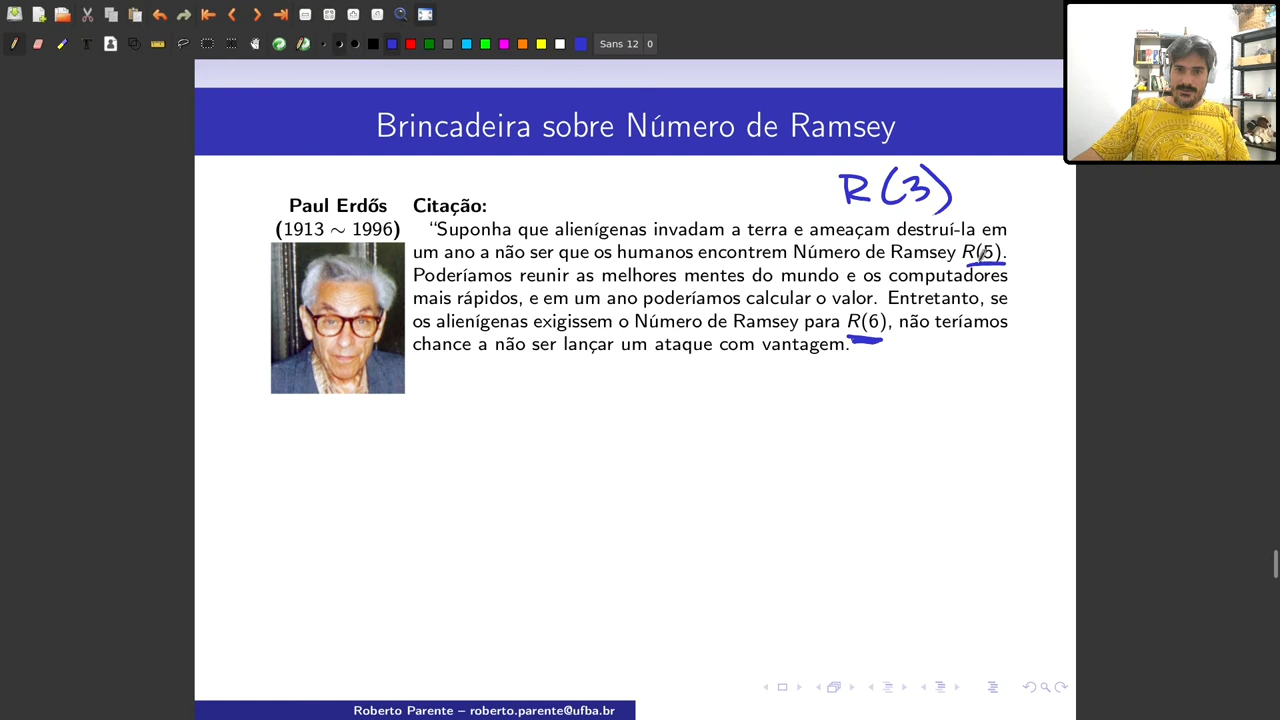 Sans 12 0
Brincadeira sobre Número de Ramsey
R(3)
Paul Erdős
(1913 ~ 1996)
Citação:
“Suponha que alienígenas invadam a terra e ameaçam destruí-la em
um ano a não ser que os humanos encontrem Número de Ramsey R(5).
Poderíamos reunir as melhores mentes do mundo e os computadores
mais rápidos, e em um ano poderíamos calcular o valor. Entretanto, se
os alienígenas exigissem o Número de Ramsey para R(6), não teríamos
chance a não ser lançar um ataque com vantagem.
Roberto Parente – roberto.parente@ufba.br